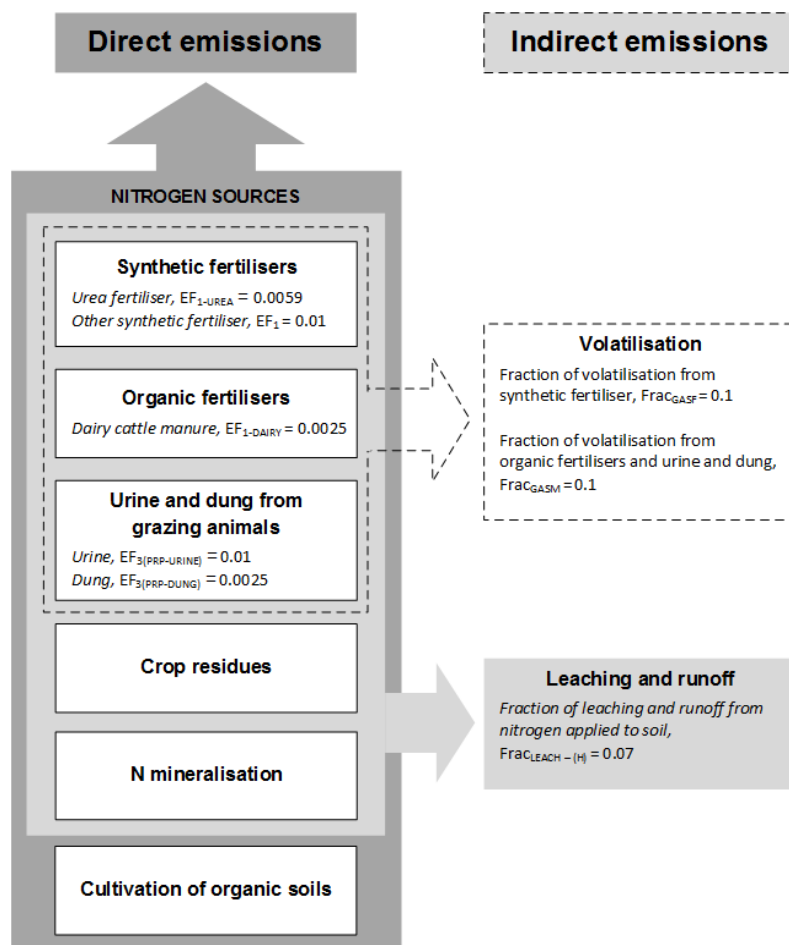 Direct emissions
Indirect emissions
NITROGEN SOURCES
Synthetic fertilisers
Urea fertiliser, EF1-UREA = 0.0059
Other synthetic fertiliser, EF1 = 0.01
Organic fertilisers
Dairy cattle manure, EF1-DAIRY = 0.0025
Urine and dung from
grazing animals
Urine, EF3(PRP-URINE) = 0.01
Dung, EF3(PRP-DUNG) = 0.0025
Crop residues
N mineralisation
Cultivation of organic soils
Volatilisation
Fraction of volatilisation from
synthetic fertiliser, FracGASF = 0.1
Fraction of volatilisation from
organic fertilisers and urine and dung,
FracGASM = 0.1
Leaching and runoff
Fraction of leaching and runoff from
nitrogen applied to soil,
FracLEACH – (H) = 0.07